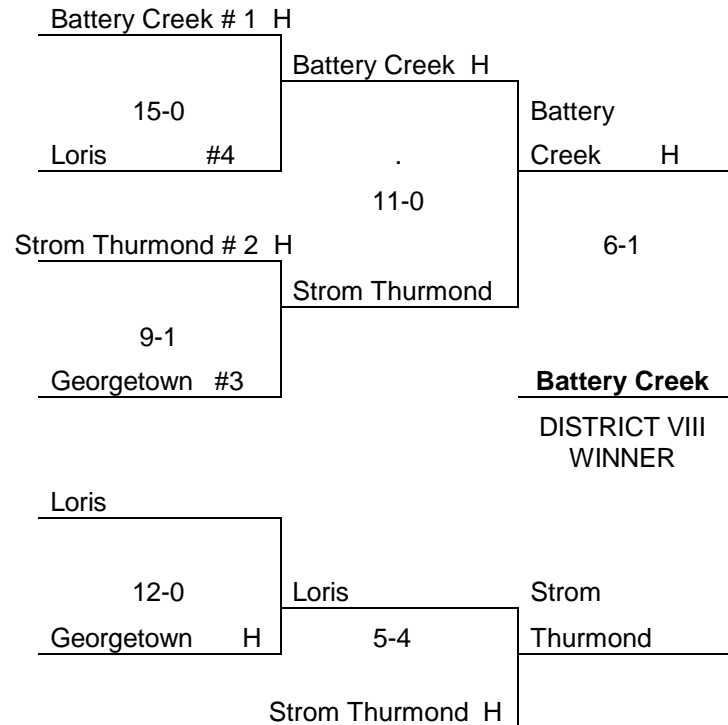 Battery Creek # 1 H
Battery Creek H
15-0
Battery
Loris #4
.
Creek H
11-0
Strom Thurmond # 2 H
6-1
Strom Thurmond
9-1
Georgetown #3
Battery Creek
DISTRICT VIII
WINNER
Loris
12-0
Loris
Strom
Georgetown H
5-4
Thurmond
Strom Thurmond H